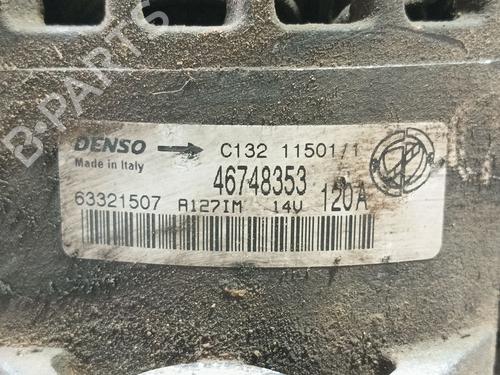 B-PARTS
DENSO C132 11501/1
Made in Italy 46748353
63321507 A127IM 14V 120A